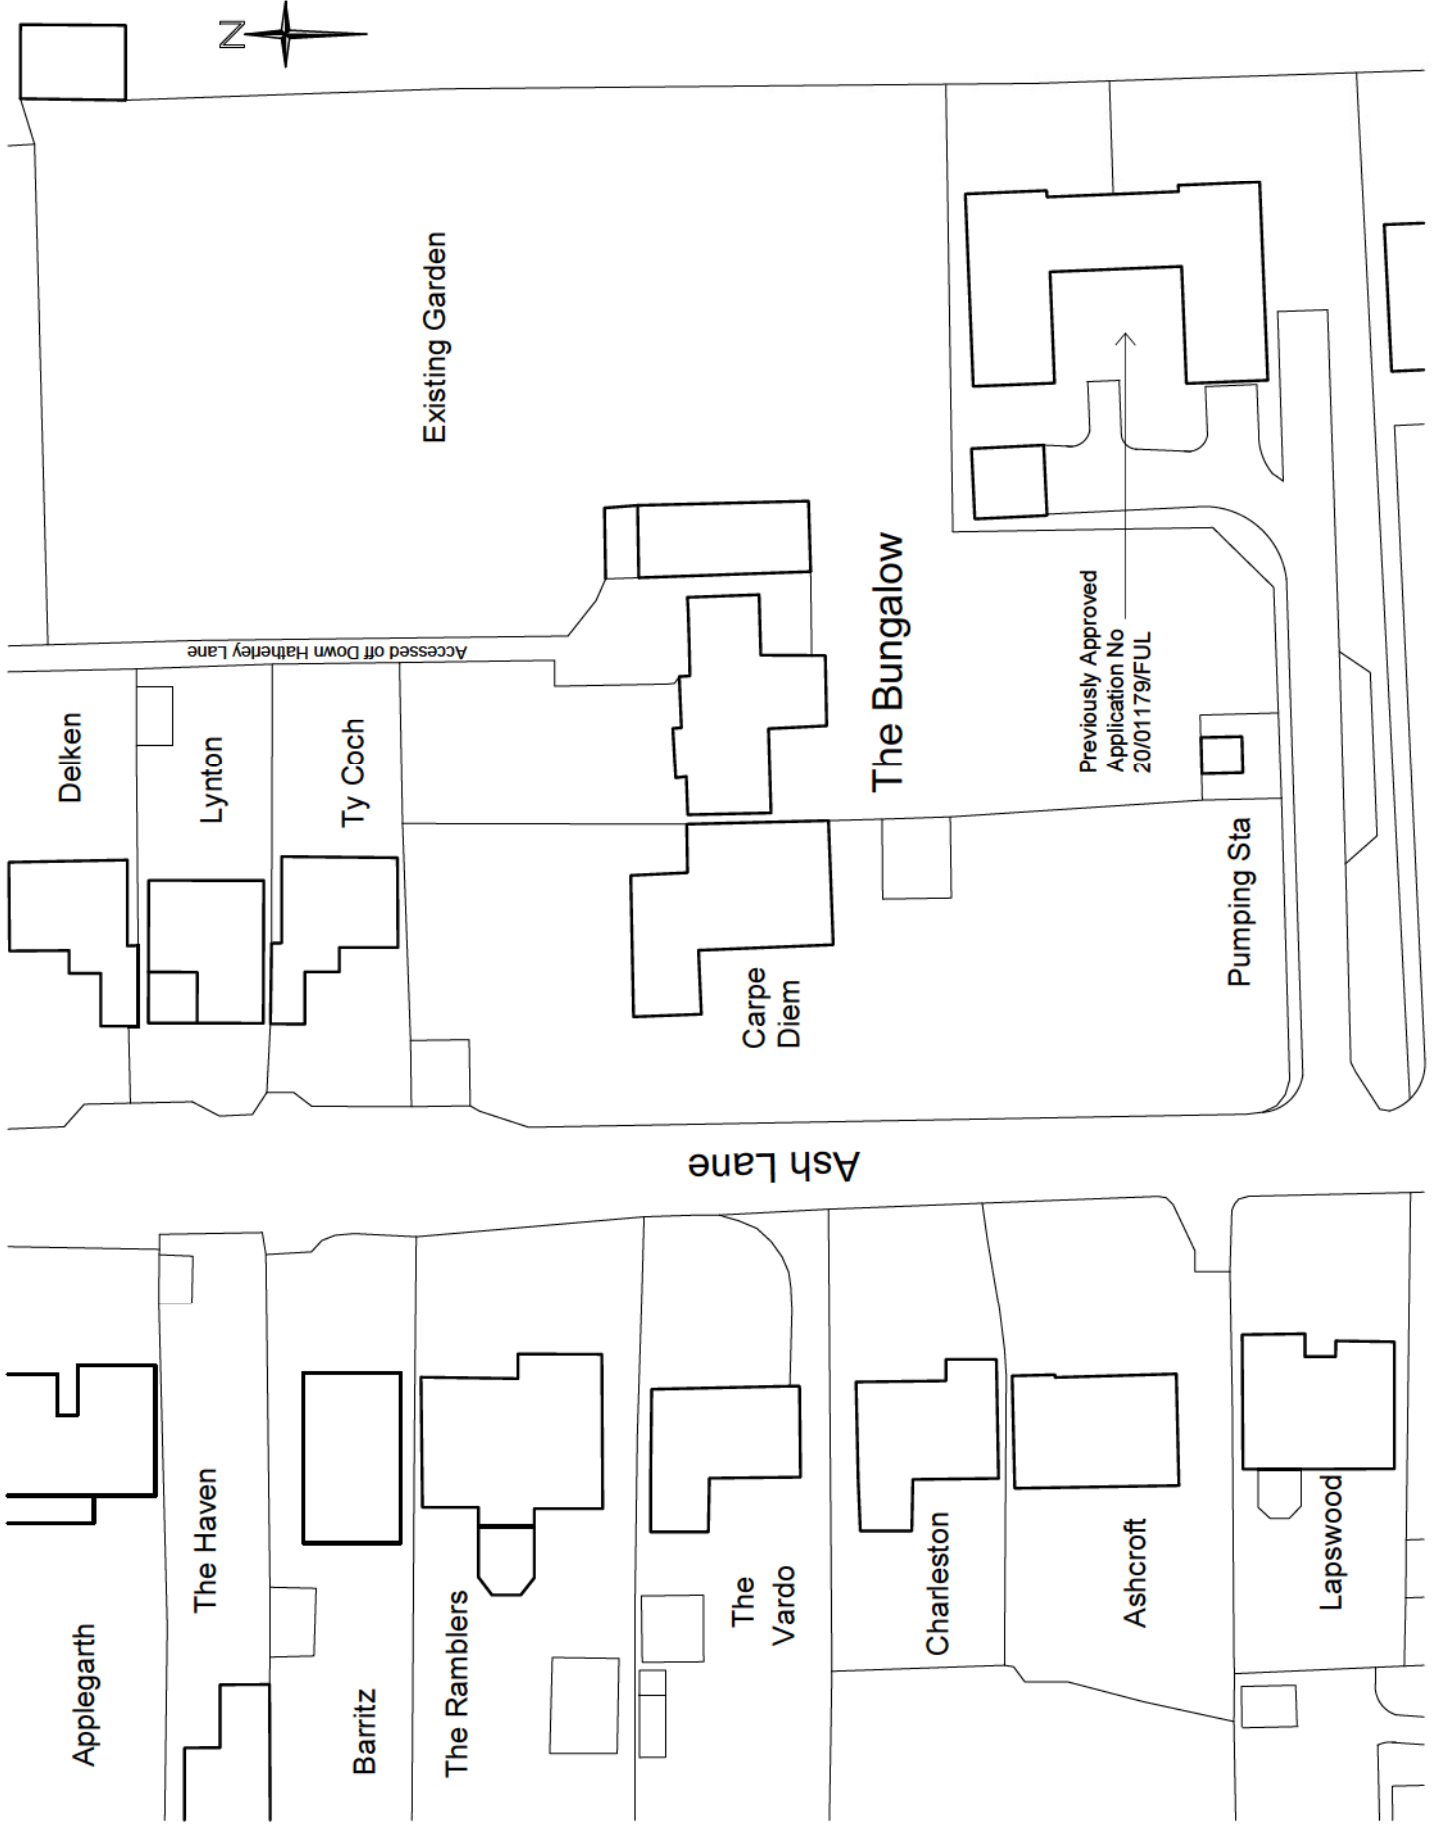 N
Existing Garden
Accessed off Down Hatherley Lane
Delken
Lynton
Ty Coch
The Bungalow
Previously Approved
Application No
20/01179/FUL
Carpe
Diem
Pumping Sta
Ash Lane
Applegarth
The Haven
Barritz
The Ramblers
The
Vardo
Charleston
Ashcroft
Lapswood